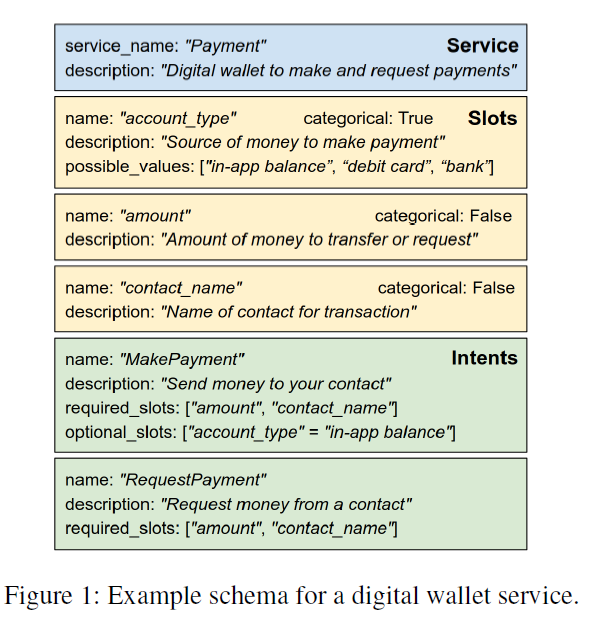 service_name: "Payment" Service
description: "Digital wallet to make and request payments"
name: "account_type" categorical: True Slots
description: "Source of money to make payment"
possible_values: ["in-app balance”, “debit card”, “bank”]
name: "amount" categorical: False
description: "Amount of money to transfer or request"
name: "contact_name" categorical: False
description: "Name of contact for transaction"
name: "MakePayment" Intents
description: "Send money to your contact"
required_slots: ["amount", "contact_name"]
optional_slots: ["account_type" = "in-app balance"]
name: "RequestPayment"
description: "Request money from a contact"
required_slots: ["amount", "contact_name"]
Figure 1: Example schema for a digital wallet service.